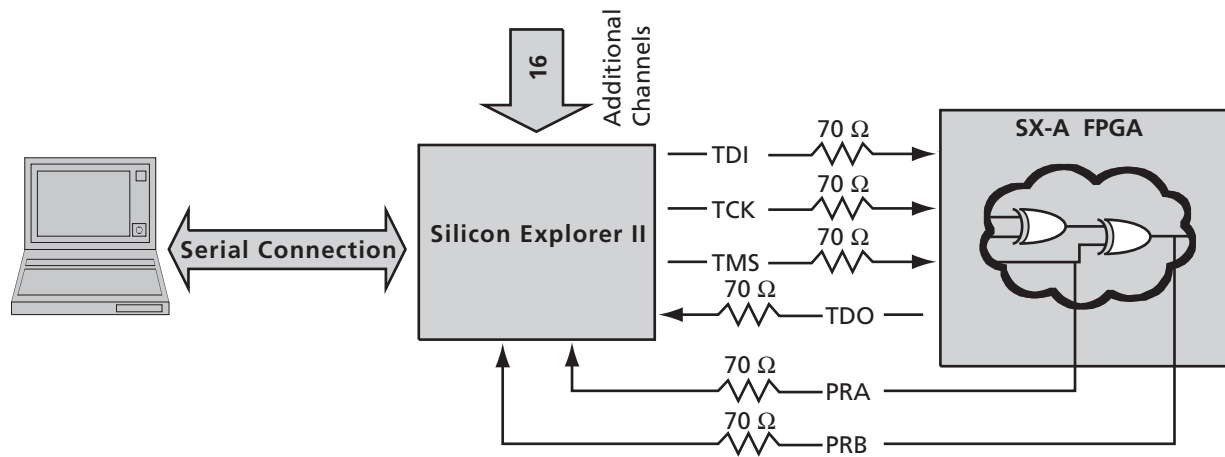 16
Additional
Channels
Serial Connection
Silicon Explorer II
70 Ω
TDI
70 Ω
TCK
70 Ω
TMS
70 Ω
TDO
70 Ω
PRA
70 Ω
PRB
SX-A FPGA